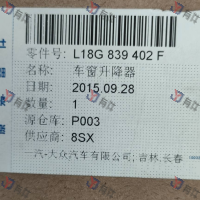 零件号: L18G 839 402 F
名称: 车窗升降器
日期: 2015.09.28
数量: 1
源仓库: P003
供应商: 8SX
一汽-大众汽车有限公司; 吉林.长春